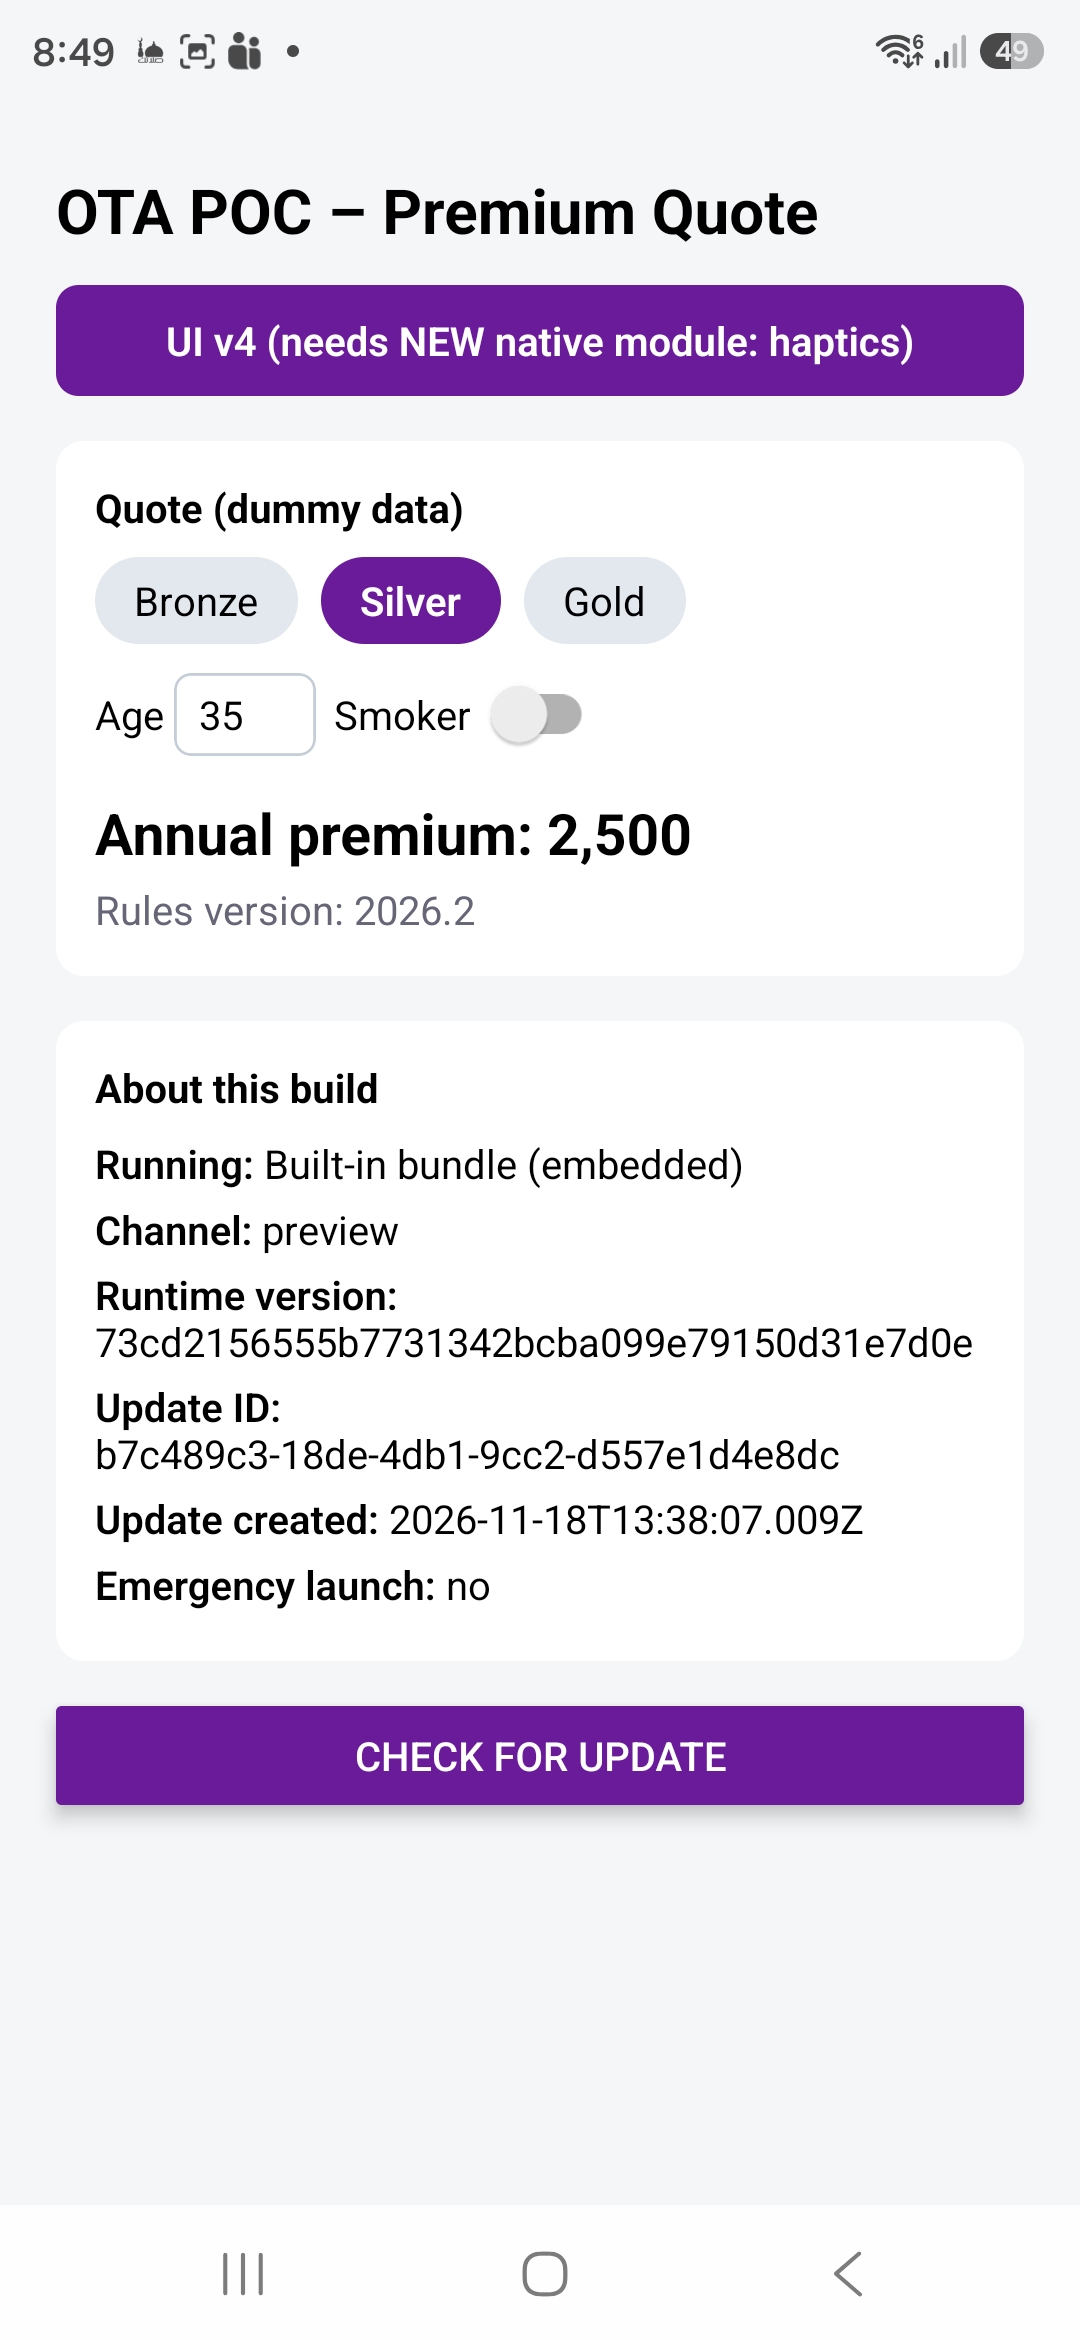 8:49
6
49
OTA POC – Premium Quote
UI v4 (needs NEW native module: haptics)
Quote (dummy data)
Bronze Silver Gold
Age 35 Smoker
Annual premium: 2,500
Rules version: 2026.2
About this build
Running: Built-in bundle (embedded)
Channel: preview
Runtime version:
73cd2156555b7731342bcba099e79150d31e7d0e
Update ID:
b7c489c3-18de-4db1-9cc2-d557e1d4e8dc
Update created: 2026-11-18T13:38:07.009Z
Emergency launch: no
CHECK FOR UPDATE